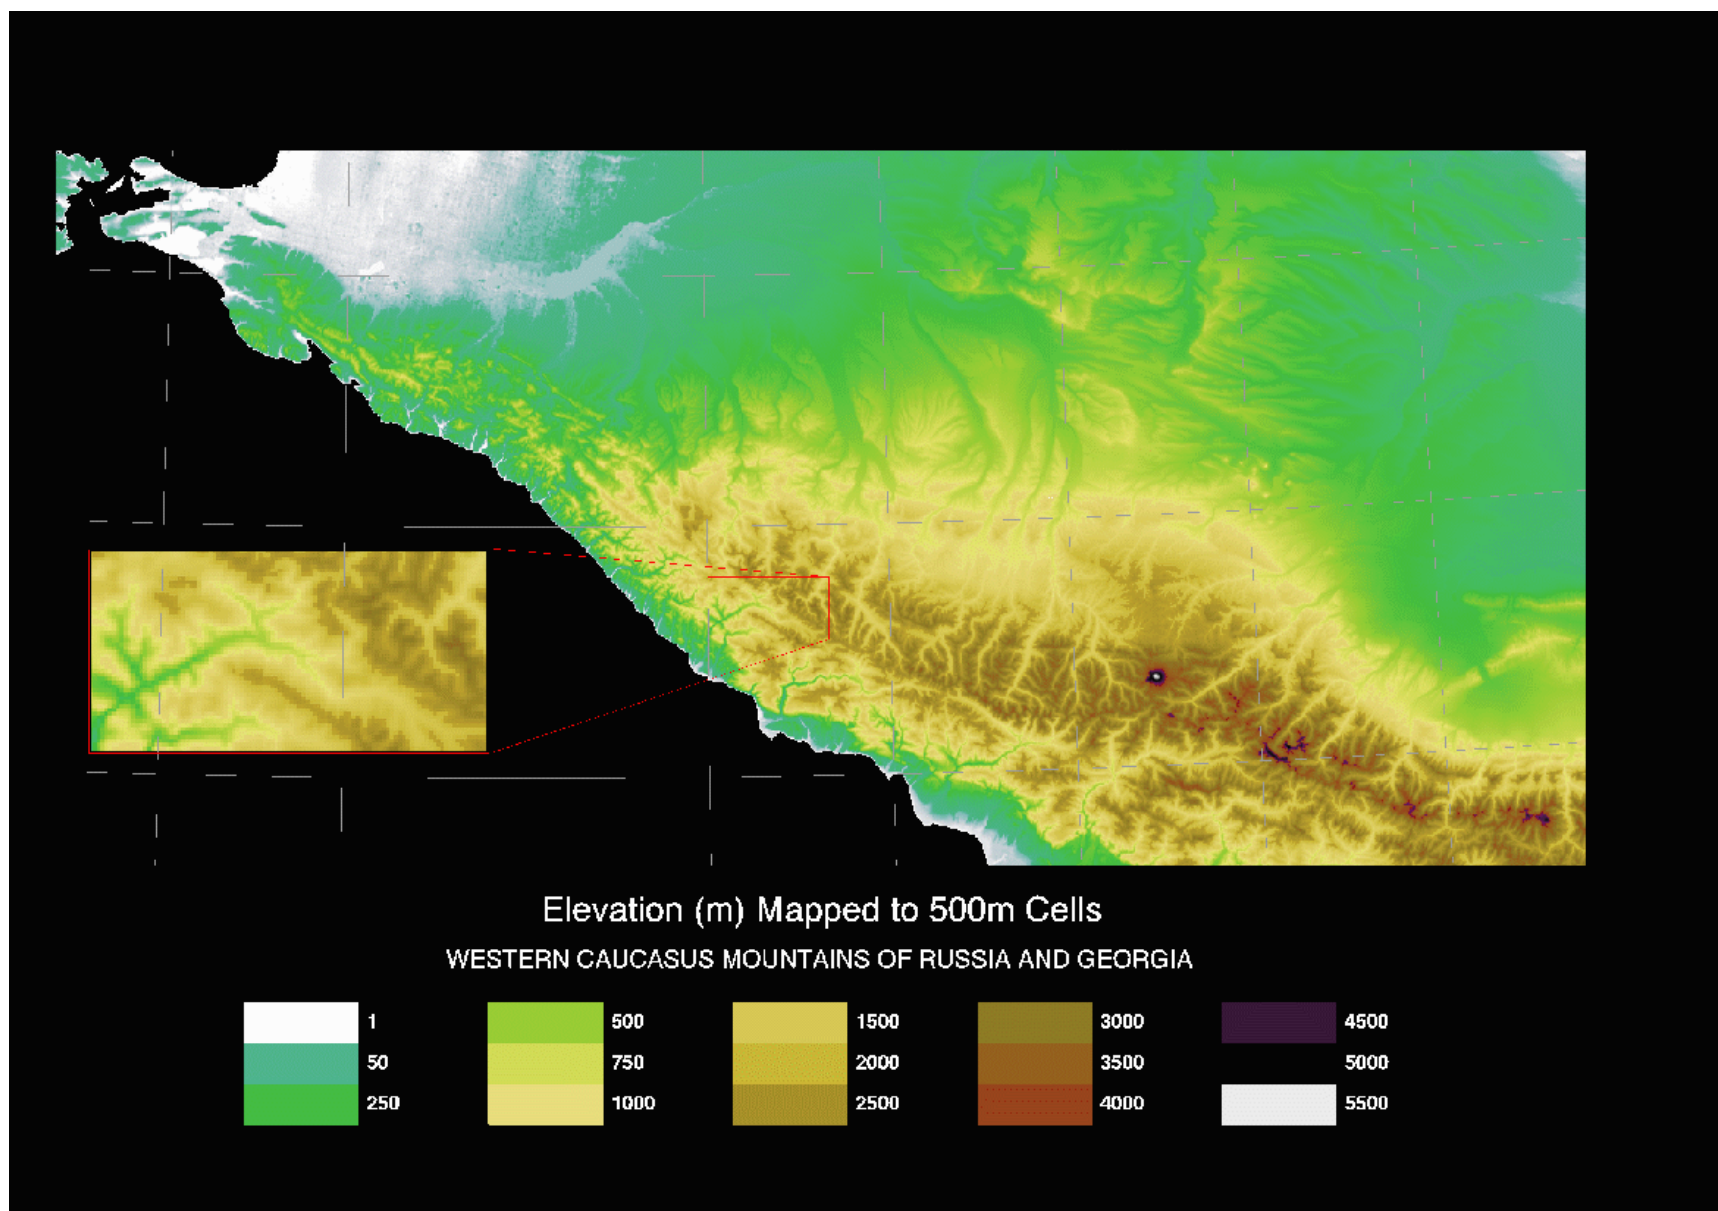 Elevation (m) Mapped to 500m Cells
WESTERN CAUCASUS MOUNTAINS OF RUSSIA AND GEORGIA
1 500 1500 3000 4500
50 750 2000 3500 5000
250 1000 2500 4000 5500